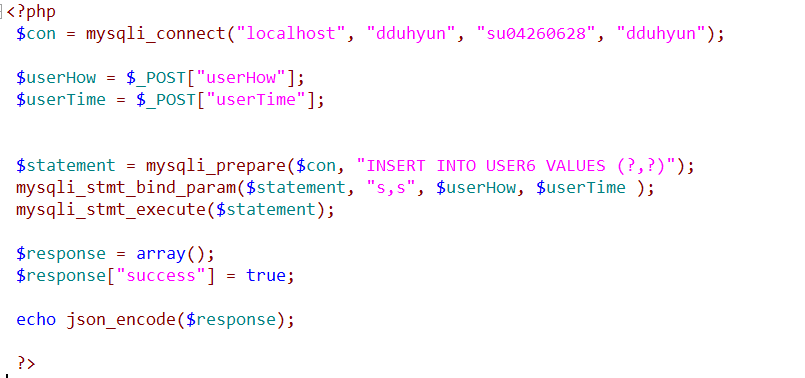 <?php
$con = mysqli_connect("localhost", "dduhyun", "su04260628", "dduhyun");
$userHow = $_POST["userHow"];
$userTime = $_POST["userTime"];
$statement = mysqli_prepare($con, "INSERT INTO USER6 VALUES (?,?)");
mysqli_stmt_bind_param($statement, "s,s", $userHow, $userTime );
mysqli_stmt_execute($statement);
$response = array();
$response["success"] = true;
echo json_encode($response);
?>